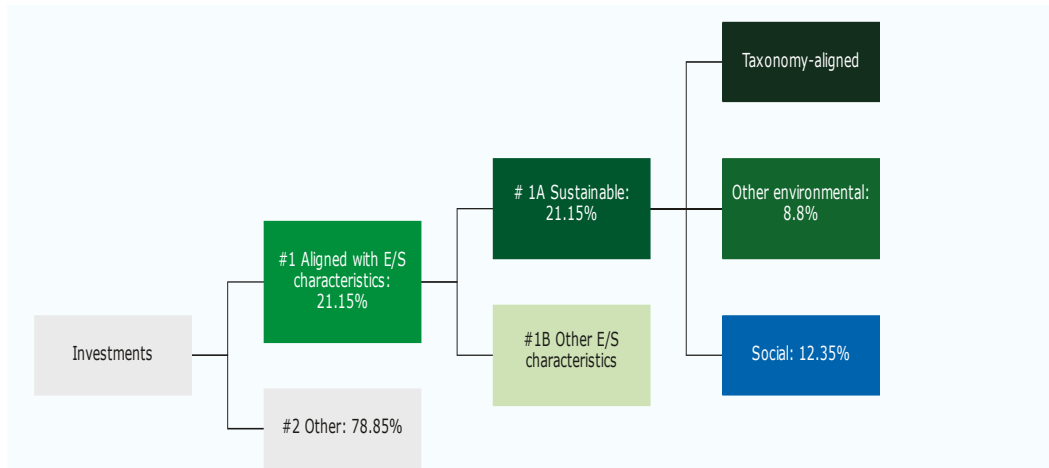 Investments
#1 Aligned with E/S
characteristics:
21.15%
#2 Other: 78.85%
# 1A Sustainable:
21.15%
#1B Other E/S
characteristics
Taxonomy-aligned
Other environmental:
8.8%
Social: 12.35%